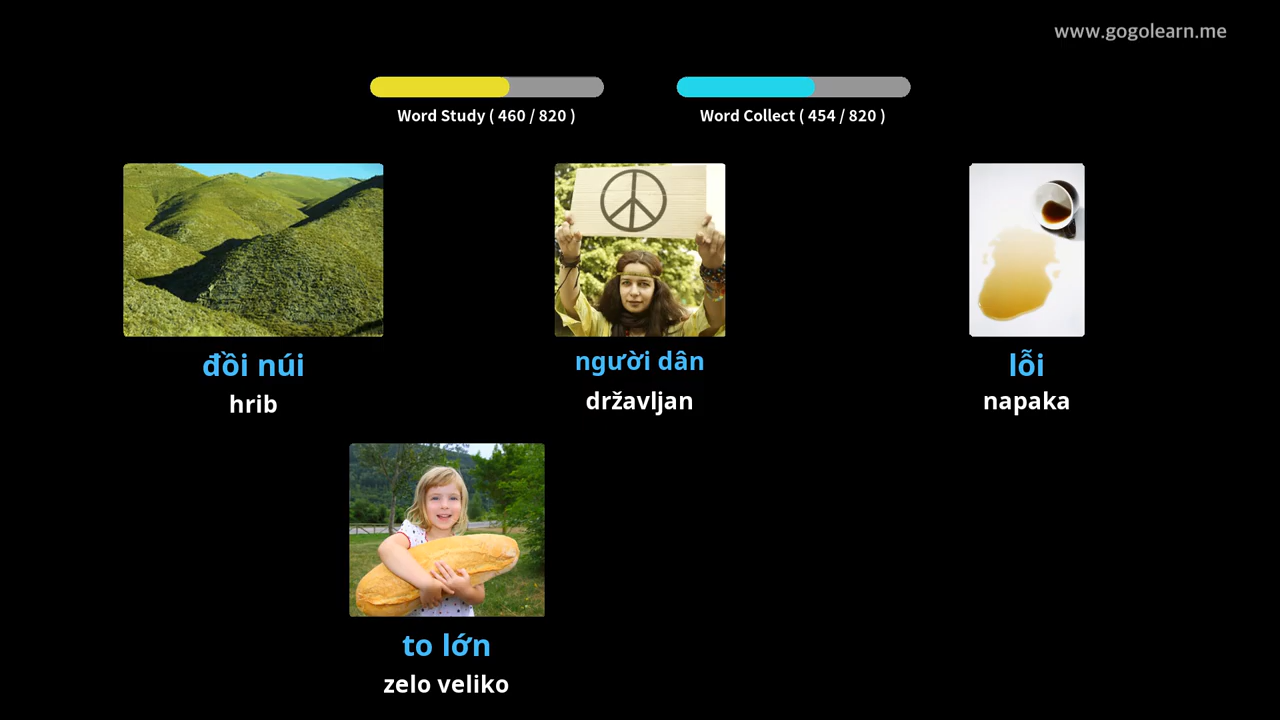 www.gogolearn.me
Word Study ( 460 / 820 )
Word Collect ( 454 / 820 )
đồi núi
hrib
người dân
državljan
lỗi
napaka
to lớn
zelo veliko